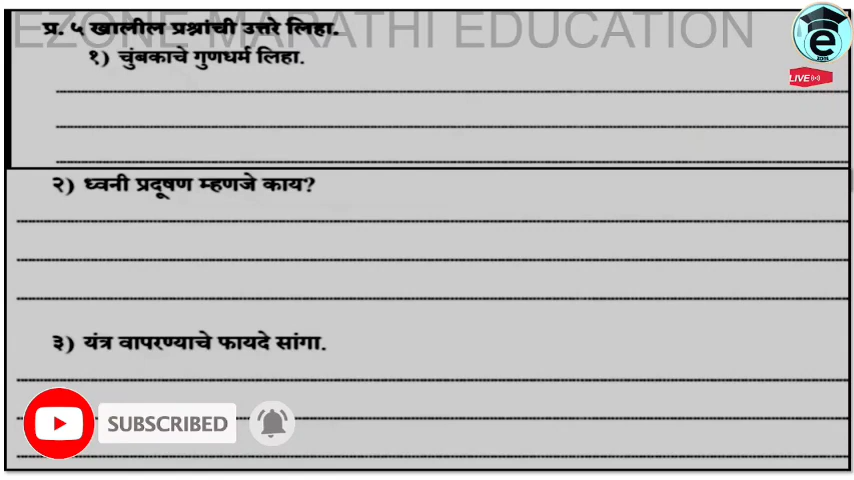 EZONE MARATHI EDUCATION
प्र. ५ खालील प्रश्नांची उत्तरे लिहा.
e
EZONE
LIVE
१) चुंबकाचे गुणधर्म लिहा.
२) ध्वनी प्रदूषण म्हणजे काय?
३) यंत्र वापरण्याचे फायदे सांगा.
SUBSCRIBED